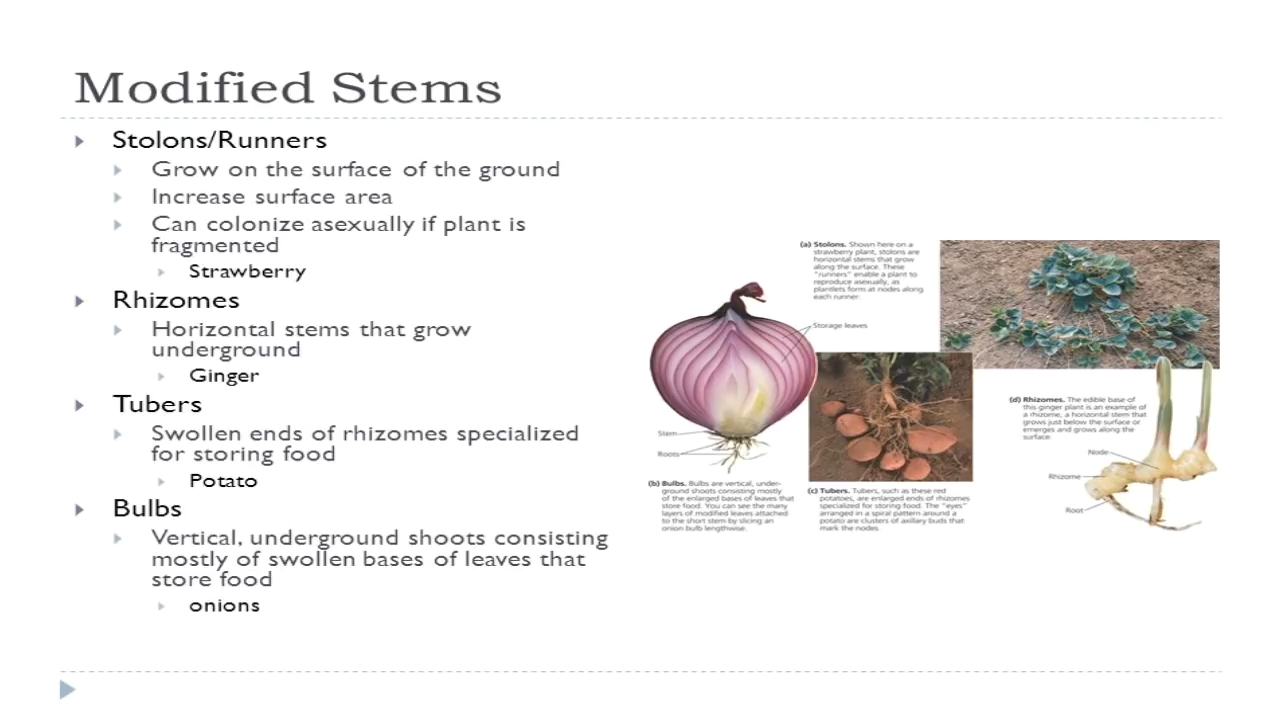 Modified Stems
Stolons/Runners
Grow on the surface of the ground
Increase surface area
Can colonize asexually if plant is
fragmented
Strawberry
Rhizomes
Horizontal stems that grow
underground
Ginger
Tubers
Swollen ends of rhizomes specialized
for storing food
Potato
Bulbs
Vertical, underground shoots consisting
mostly of swollen bases of leaves that
store food
onions
(a) Stolons. Shown here on a
strawberry plant, stolons are
horizontal stems that grow
along the surface. These
"runners" enable a plant to
reproduce asexually, as
plantlets form at nodes along
each runner.
Storage leaves
Stem
Roots
(b) Bulbs. Bulbs are vertical, under-
ground shoots consisting mostly
of the enlarged bases of leaves that
store food. You can see the many
layers of modified leaves attached
to the short stem by slicing an
onion bulb lengthwise.
(c) Tubers. Tubers, such as these red
potatoes, are enlarged ends of rhizomes
specialized for storing food. The "eyes"
arranged in a spiral pattern around a
potato are clusters of axillary buds that
mark the nodes.
(d) Rhizomes. The edible base of
this ginger plant is an example of
a rhizome, a horizontal stem that
grows just below the surface or
emerges and grows along the
surface.
Node
Rhizome
Root